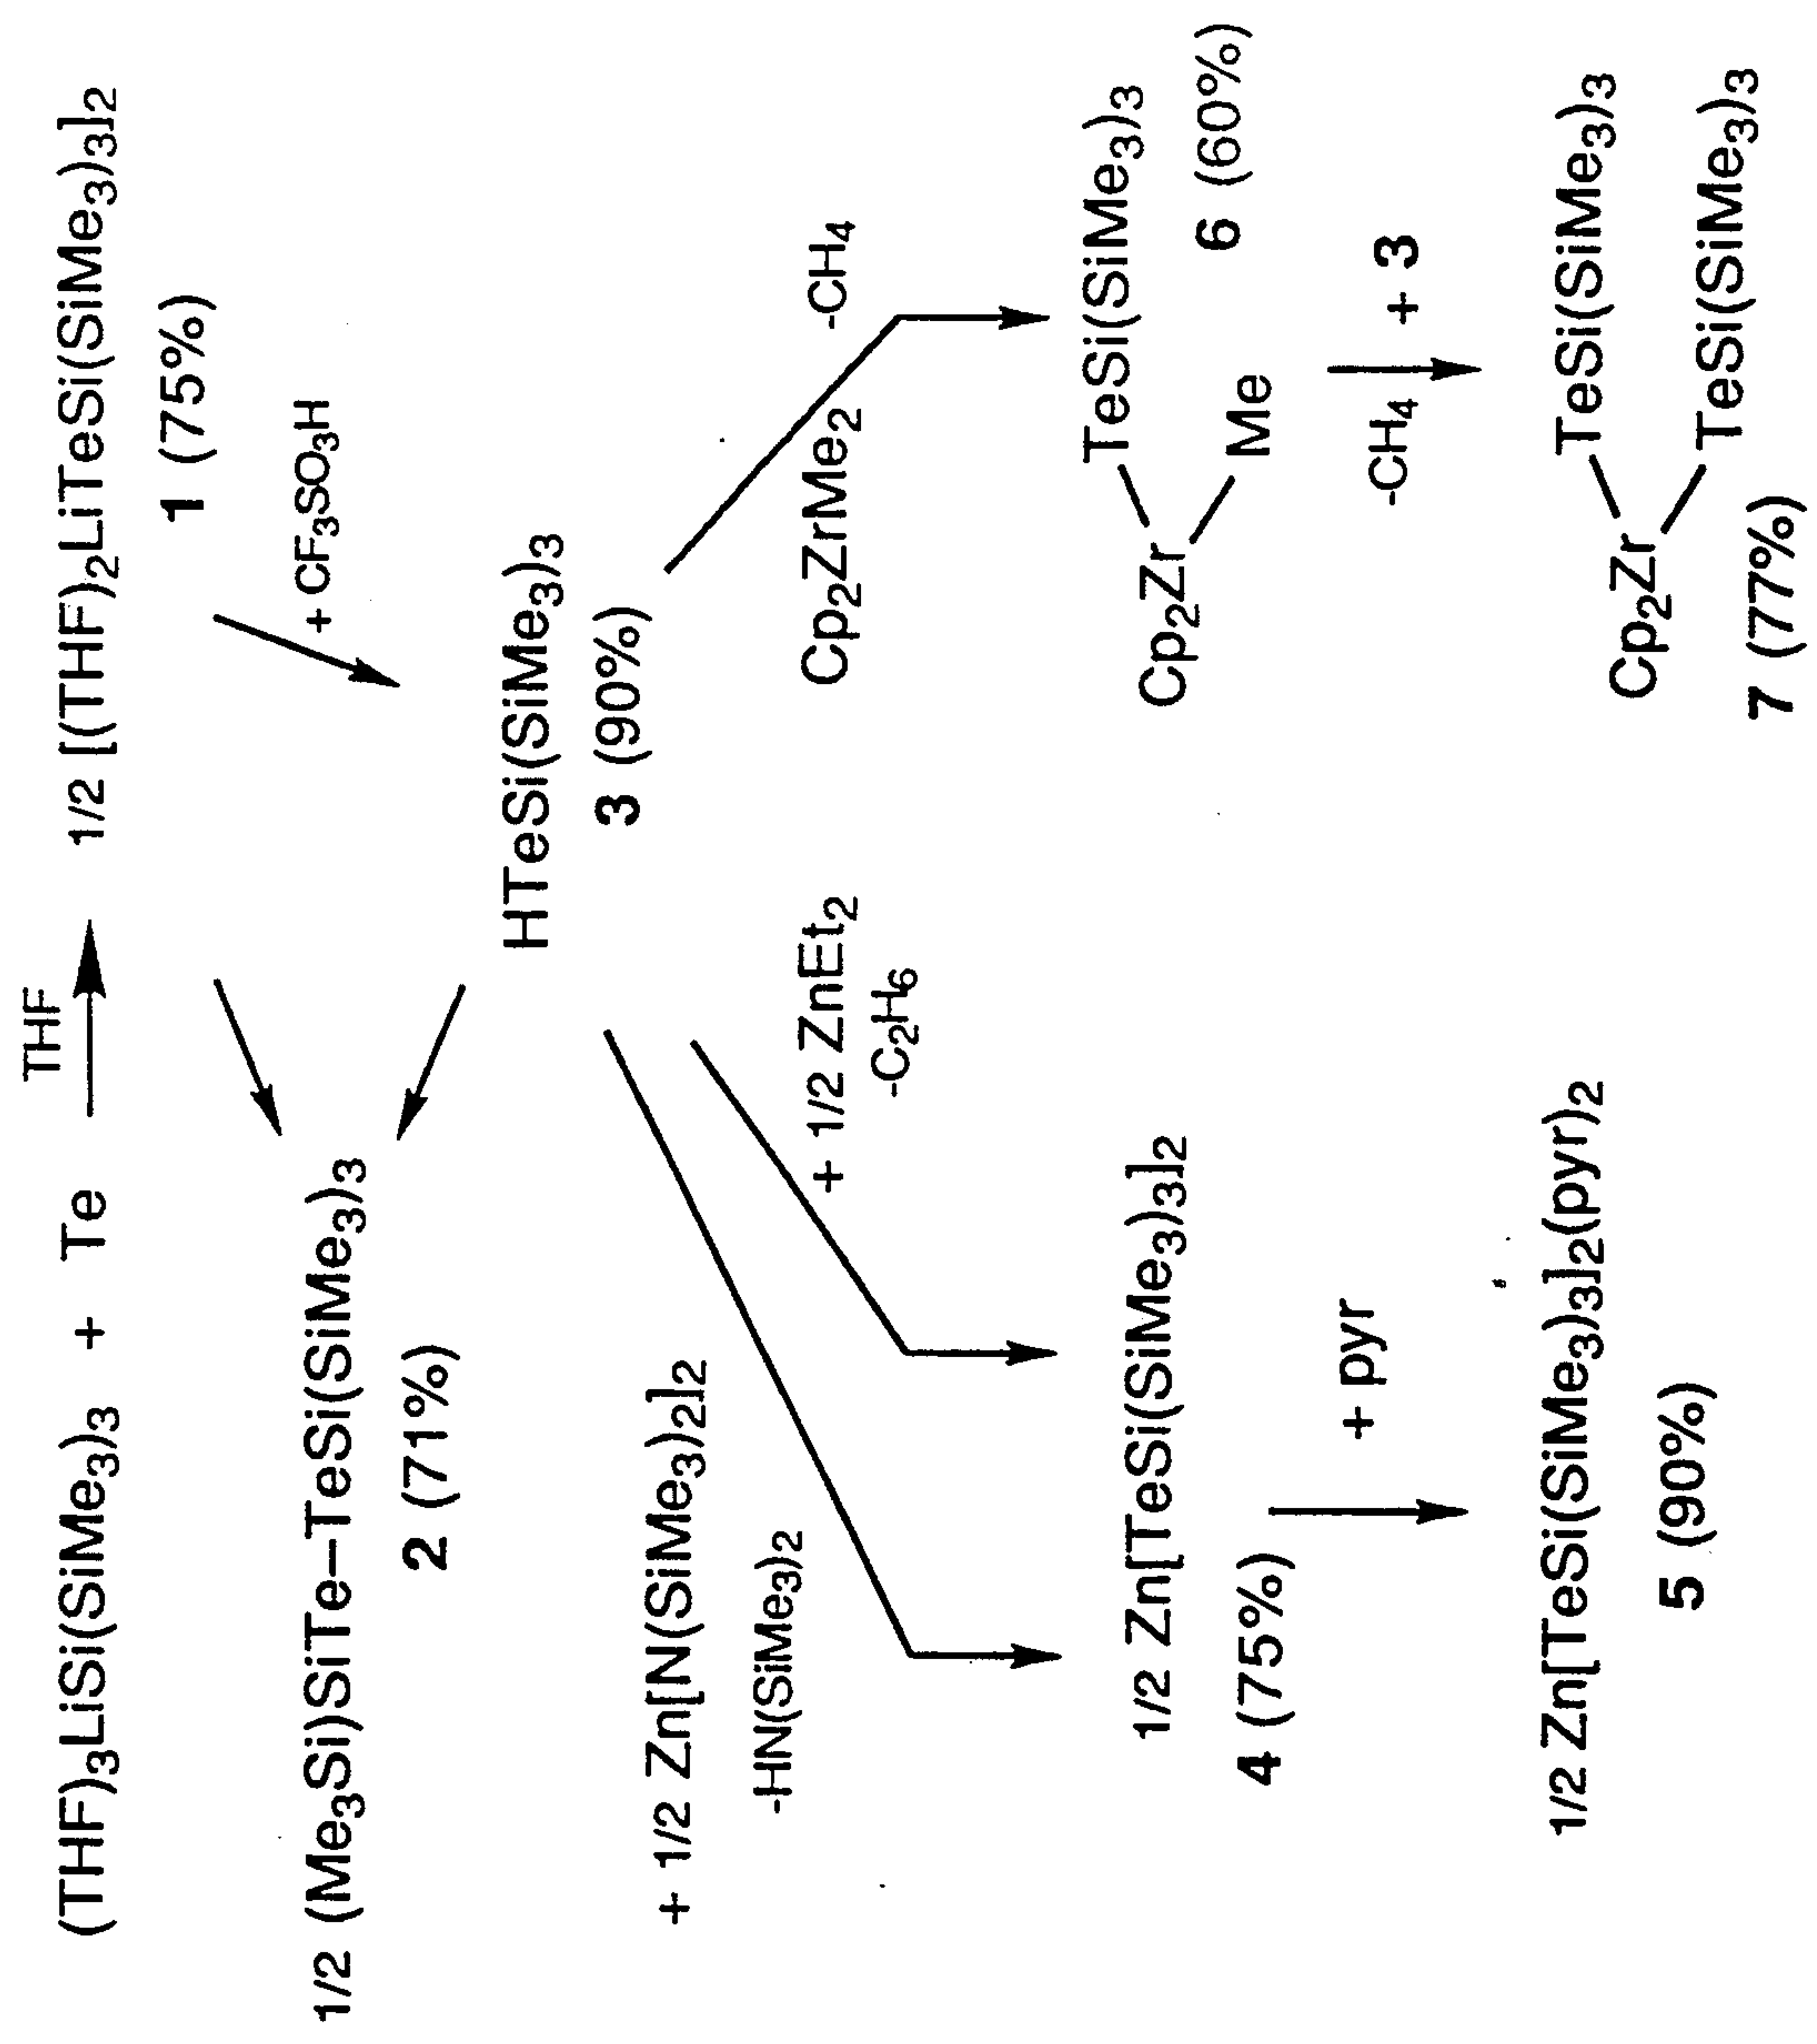 (THF)₃LiSi(SiMe₃)₃ + Te THF 1/2 [(THF)₂LiTeSi(SiMe₃)₃]₂
1 (75%)
+ CF₃SO₃H
1/2 (Me₃Si)SiTe–TeSi(SiMe₃)₃
2 (71%)
HTeSi(SiMe₃)₃
3 (90%)
+ 1/2 Zn[N(SiMe₃)₂]₂
-HN(SiMe₃)₂
+ 1/2 ZnEt₂
-C₂H₆
Cp₂ZrMe₂
-CH₄
1/2 Zn[TeSi(SiMe₃)₃]₂
4 (75%)
+ pyr
1/2 Zn[TeSi(SiMe₃)₃]₂(pyr)₂
5 (90%)
TeSi(SiMe₃)₃
Cp₂Zr
Me
6 (60%)
-CH₄ + 3
TeSi(SiMe₃)₃
Cp₂Zr
TeSi(SiMe₃)₃
7 (77%)